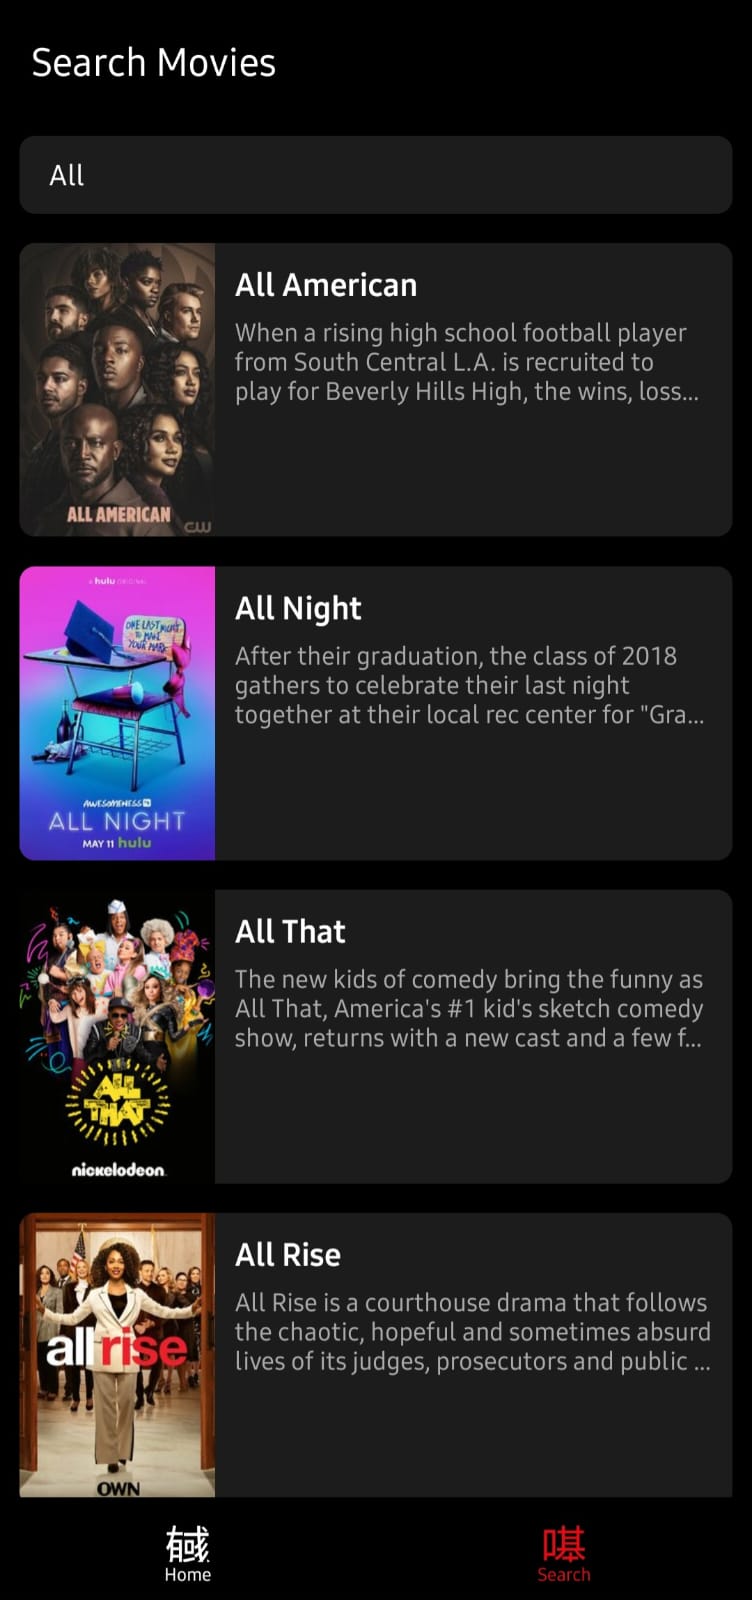 Search Movies
All
All American
When a rising high school football player
from South Central L.A. is recruited to
play for Beverly Hills High, the wins, loss...
ALL AMERICAN
CW
a hulu ORIGINAL
ONE LAST NIGHT
TO MAKE
YOUR MARK
AWESOMENESS TV
ALL NIGHT
MAY 11 hulu
All Night
After their graduation, the class of 2018
gathers to celebrate their last night
together at their local rec center for "Gra...
ALL
THAT
nickelodeon
All That
The new kids of comedy bring the funny as
All That, America's #1 kid's sketch comedy
show, returns with a new cast and a few f...
all rise
OWN
All Rise
All Rise is a courthouse drama that follows
the chaotic, hopeful and sometimes absurd
lives of its judges, prosecutors and public ...
Home
Search